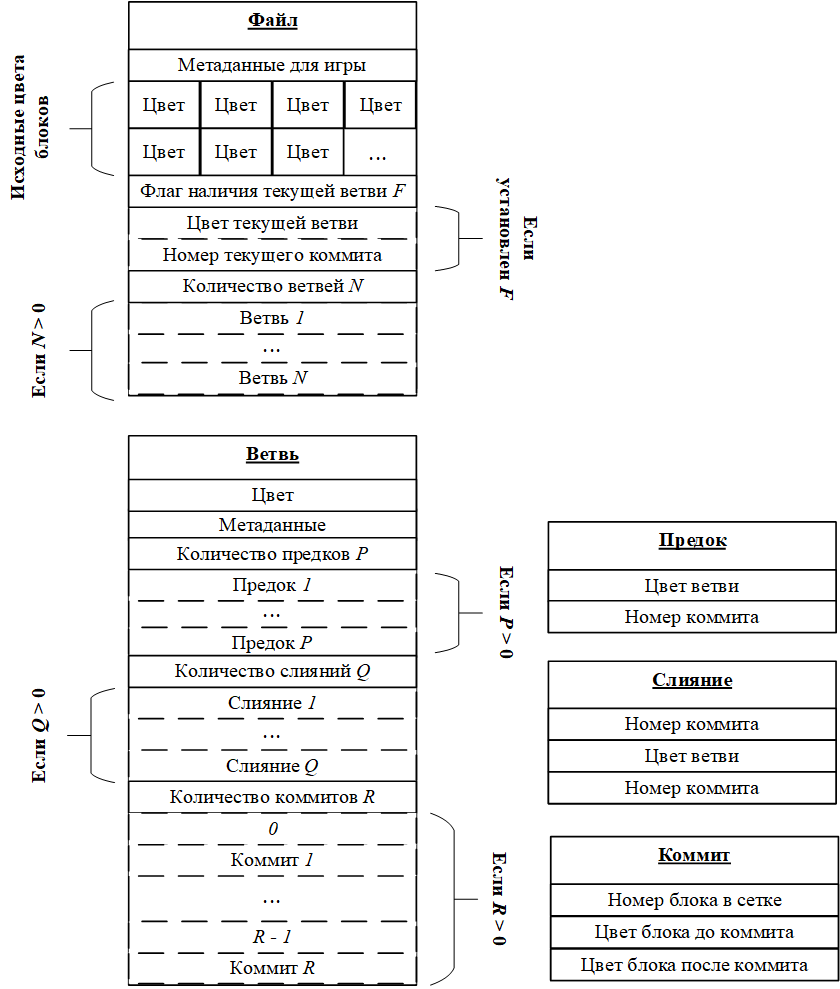 Файл
Метаданные для игры
Исходные цвета
блоков
Цвет Цвет Цвет Цвет
Цвет Цвет Цвет ...
Флаг наличия текущей ветви F
Цвет текущей ветви
Номер текущего коммита
Если
установлен F
Количество ветвей N
Если N > 0
Ветвь 1
...
Ветвь N
Ветвь
Цвет
Метаданные
Количество предков P
Предок 1
...
Предок P
Если P > 0
Количество слияний Q
Если Q > 0
Слияние 1
...
Слияние Q
Количество коммитов R
0
Коммит 1
...
R - 1
Коммит R
Если R > 0
Предок
Цвет ветви
Номер коммита
Слияние
Номер коммита
Цвет ветви
Номер коммита
Коммит
Номер блока в сетке
Цвет блока до коммита
Цвет блока после коммита